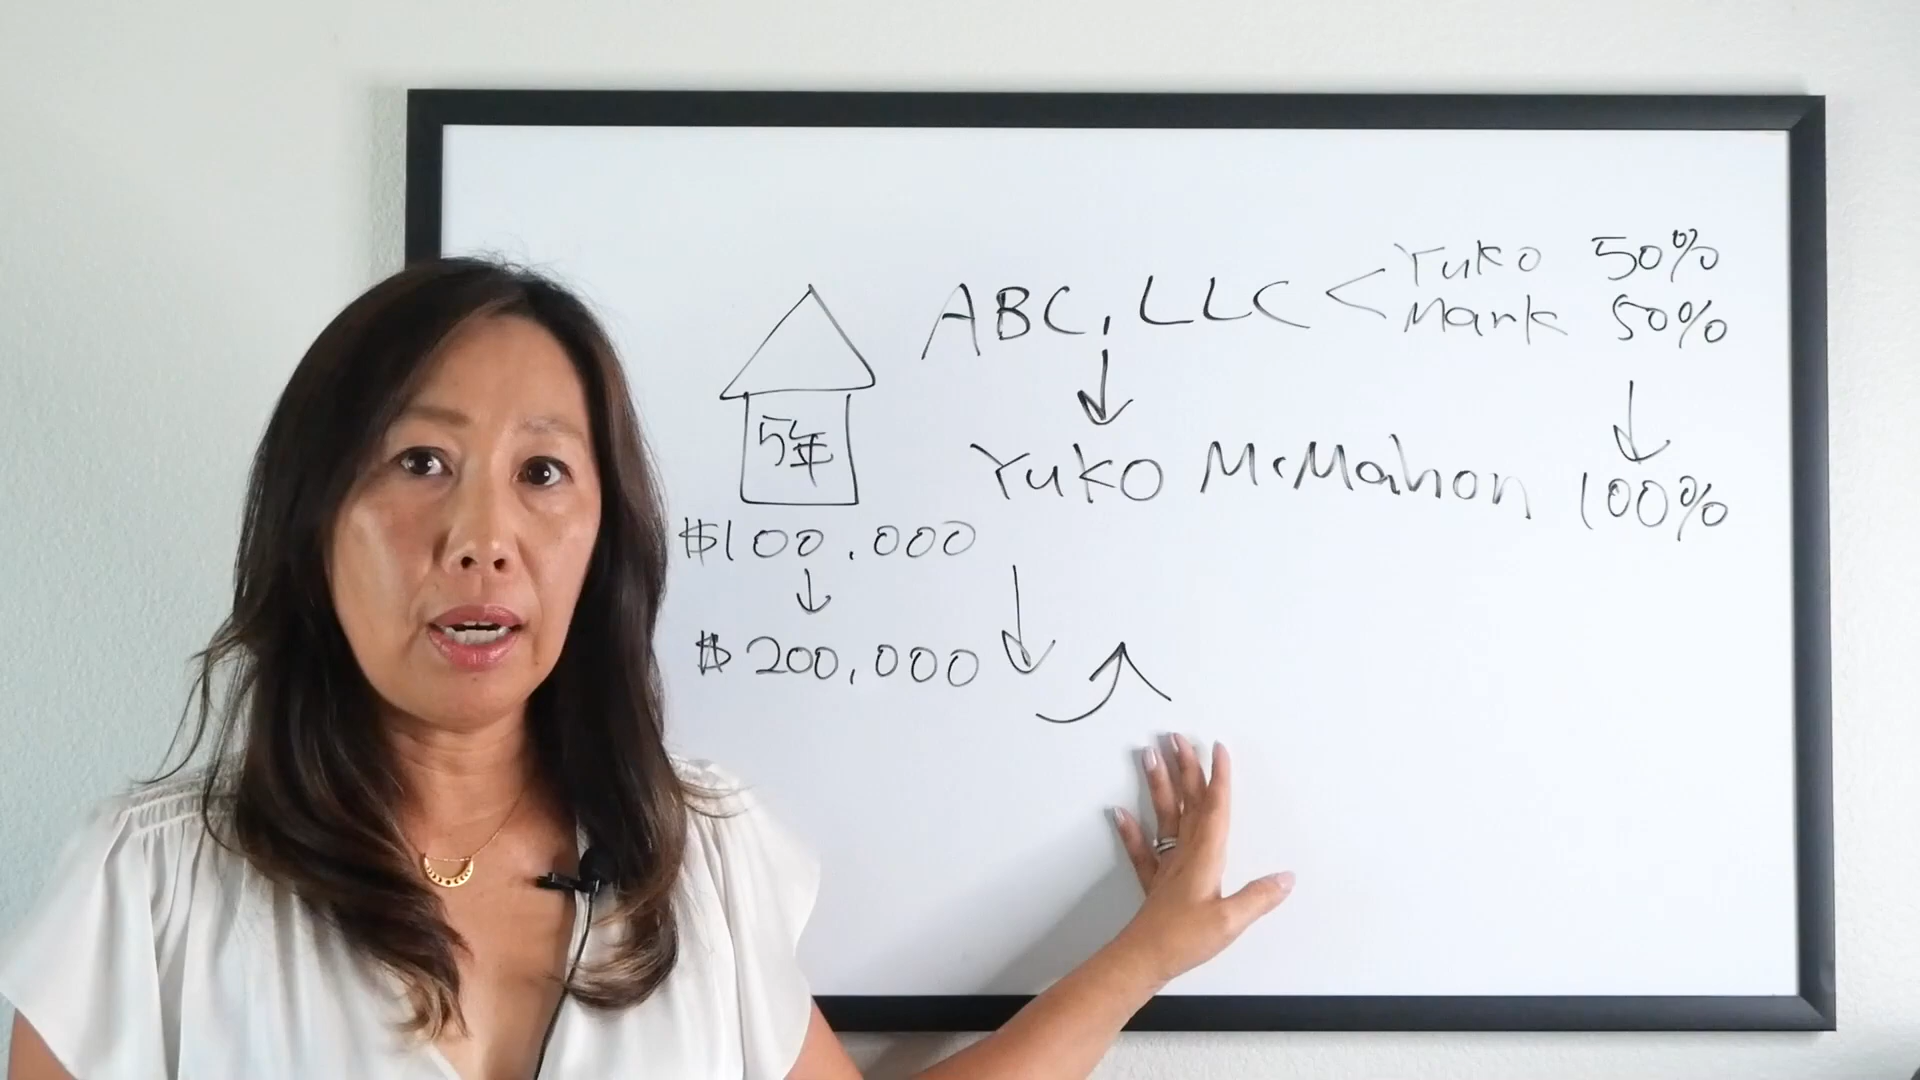 ABC, LLC < Yuko 50%
Mark 50%
5年
Yuko McMahon 100%
$100,000
$200,000